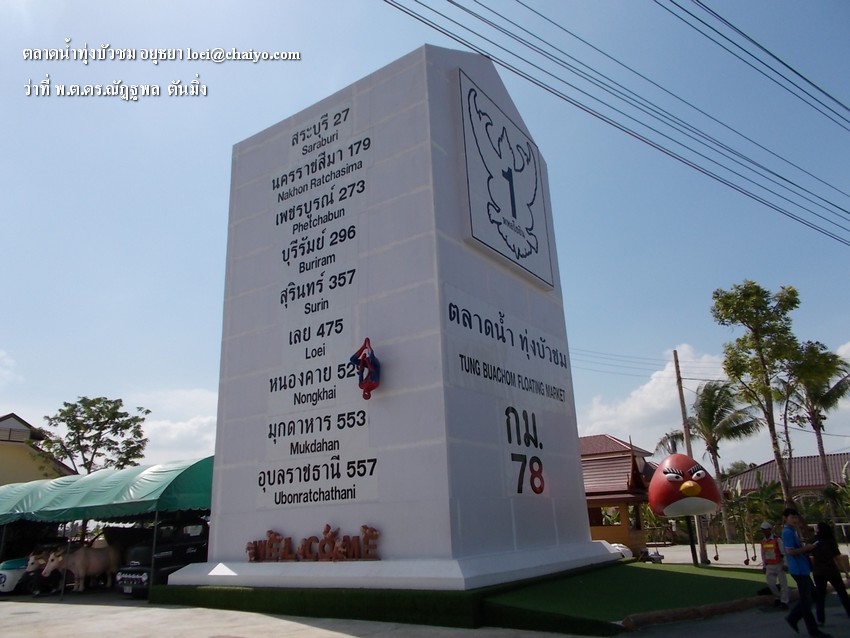 ตลาดน้ำทุ่งบัวชม อยุธยา loei@chaiyo.com
ว่าที่ พ.ต.ดร.ณัฏฐพล ตันมิ่ง
สระบุรี 27
Saraburi
นครราชสีมา 179
Nakhon Ratchasima
เพชรบูรณ์ 273
Phetchabun
บุรีรัมย์ 296
Buriram
สุรินทร์ 357
Surin
เลย 475
Loei
หนองคาย
Nongkhai
มุกดาหาร 553
Mukdahan
อุบลราชธานี 557
Ubonratchathani
WELCOME
1
ตลาดน้ำ ทุ่งบัวชม
TUNG BUACHOM FLOATING MARKET
กม.
78